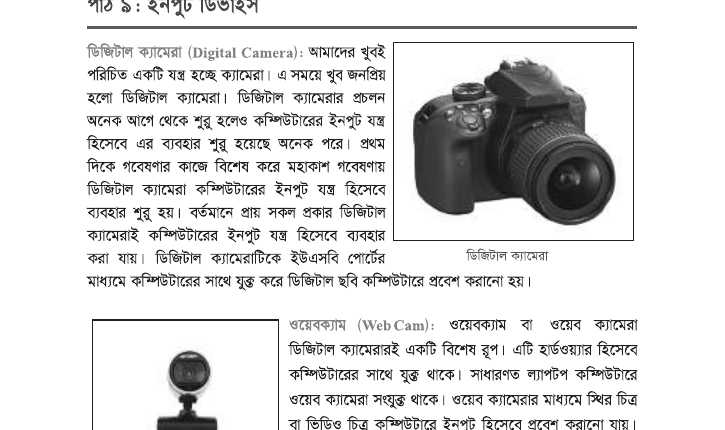 পাঠ ৯ : ইনপুট ডিভাইস
ডিজিটাল ক্যামেরা (Digital Camera): আমাদের খুবই
পরিচিত একটি যন্ত্র হচ্ছে ক্যামেরা। এ সময়ে খুব জনপ্রিয়
হলো ডিজিটাল ক্যামেরা। ডিজিটাল ক্যামেরার প্রচলন
অনেক আগে থেকে শুরু হলেও কম্পিউটারের ইনপুট যন্ত্র
হিসেবে এর ব্যবহার শুরু হয়েছে অনেক পরে। প্রথম
দিকে গবেষণার কাজে বিশেষ করে মহাকাশ গবেষণায়
ডিজিটাল ক্যামেরা কম্পিউটারের ইনপুট যন্ত্র হিসেবে
ব্যবহার শুরু হয়। বর্তমানে প্রায় সকল প্রকার ডিজিটাল
ক্যামেরাই কম্পিউটারের ইনপুট যন্ত্র হিসেবে ব্যবহার
করা যায়। ডিজিটাল ক্যামেরাটিকে ইউএসবি পোর্টের
মাধ্যমে কম্পিউটারের সাথে যুক্ত করে ডিজিটাল ছবি কম্পিউটারে প্রবেশ করানো হয়।
ডিজিটাল ক্যামেরা
ওয়েবক্যাম (Web Cam): ওয়েবক্যাম বা ওয়েব ক্যামেরা
ডিজিটাল ক্যামেরারই একটি বিশেষ রূপ। এটি হার্ডওয়্যার হিসেবে
কম্পিউটারের সাথে যুক্ত থাকে। সাধারণত ল্যাপটপ কম্পিউটারে
ওয়েব ক্যামেরা সংযুক্ত থাকে। ওয়েব ক্যামেরার মাধ্যমে স্থির চিত্র
বা ভিডিও চিত্র কম্পিউটারে ইনপুট হিসেবে প্রবেশ করানো যায়।